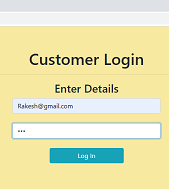 Customer Login
Enter Details
Rakesh@gmail.com
•••
Log In